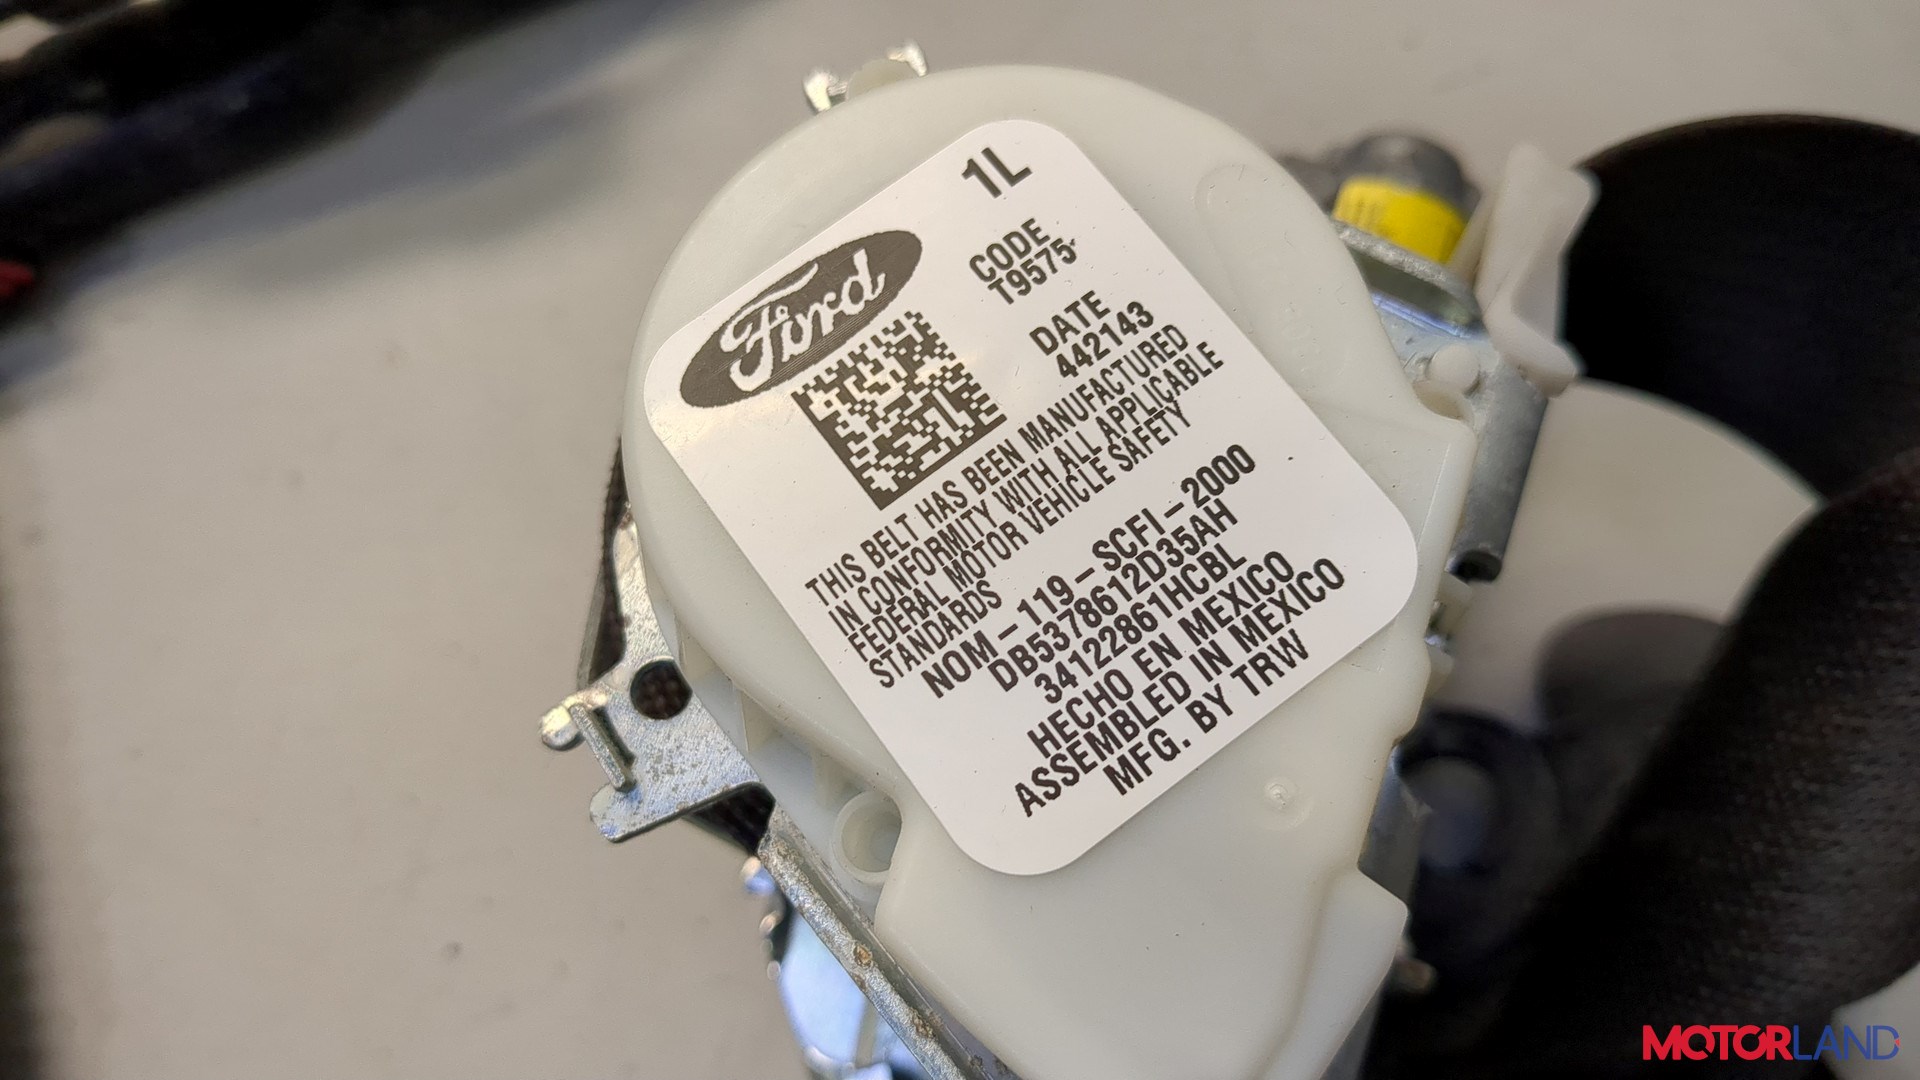 1L
Ford
CODE
T9575
DATE
442143
THIS BELT HAS BEEN MANUFACTURED
IN CONFORMITY WITH ALL APPLICABLE
FEDERAL MOTOR VEHICLE SAFETY
STANDARDS
NOM-119-SCFI-2000
DB5378612D35AH
34122861HCBL
HECHO EN MEXICO
ASSEMBLED IN MEXICO
MFG. BY TRW
MOTORLAND